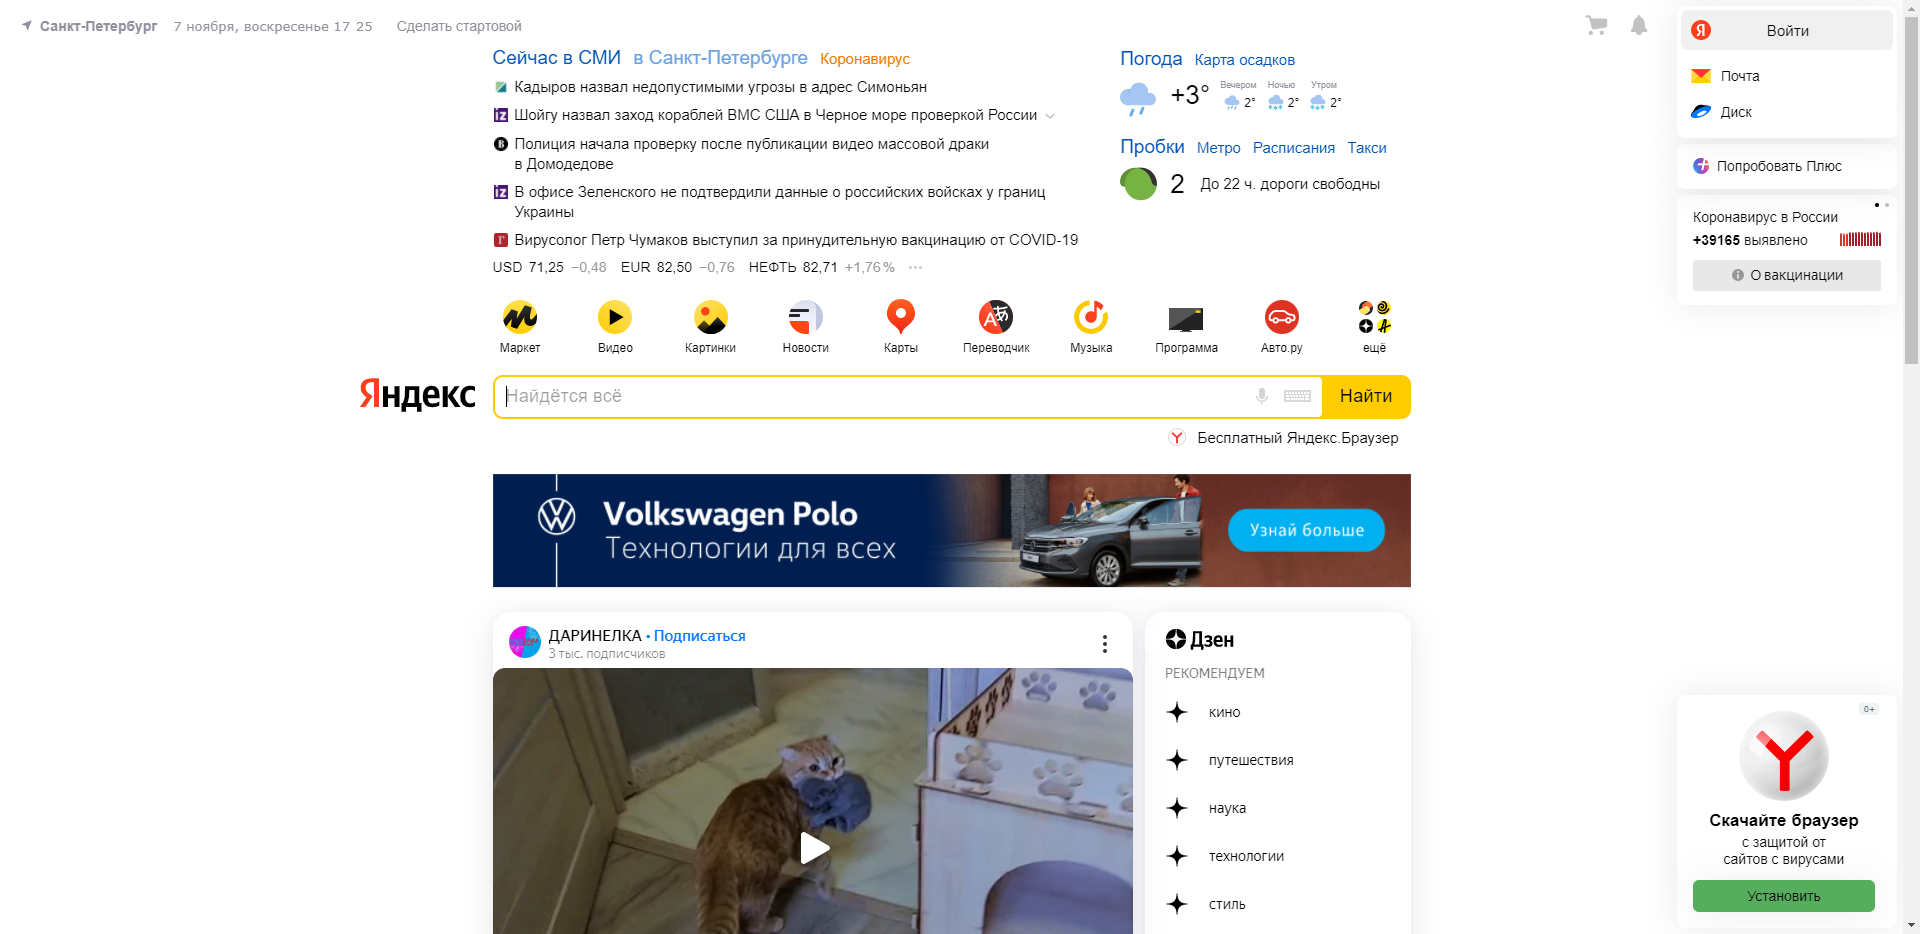 Санкт-Петербург 7 ноября, воскресенье 17 25 Сделать стартовой
Сейчас в СМИ в Санкт-Петербурге Коронавирус
Кадыров назвал недопустимыми угрозы в адрес Симоньян
Шойгу назвал заход кораблей ВМС США в Черное море проверкой России
Полиция начала проверку после публикации видео массовой драки
в Домодедове
В офисе Зеленского не подтвердили данные о российских войсках у границ
Украины
Вирусолог Петр Чумаков выступил за принудительную вакцинацию от COVID-19
USD 71,25 −0,48 EUR 82,50 −0,76 НЕФТЬ 82,71 +1,76% ···
Погода Карта осадков
+3° Вечером 2° Ночью 2° Утром 2°
Пробки Метро Расписания Такси
2 До 22 ч. дороги свободны
Войти
Почта
Диск
Попробовать Плюс
Коронавирус в России
+39165 выявлено
О вакцинации
Маркет Видео Картинки Новости Карты Переводчик Музыка Программа Авто.ру ещё
Яндекс Найдётся всё Найти
Бесплатный Яндекс.Браузер
Volkswagen Polo
Технологии для всех
Узнай больше
ДАРИНЕЛКА • Подписаться
3 тыс. подписчиков
Дзен
РЕКОМЕНДУЕМ
кино
путешествия
наука
технологии
стиль
0+
Скачайте браузер
с защитой от
сайтов с вирусами
Установить